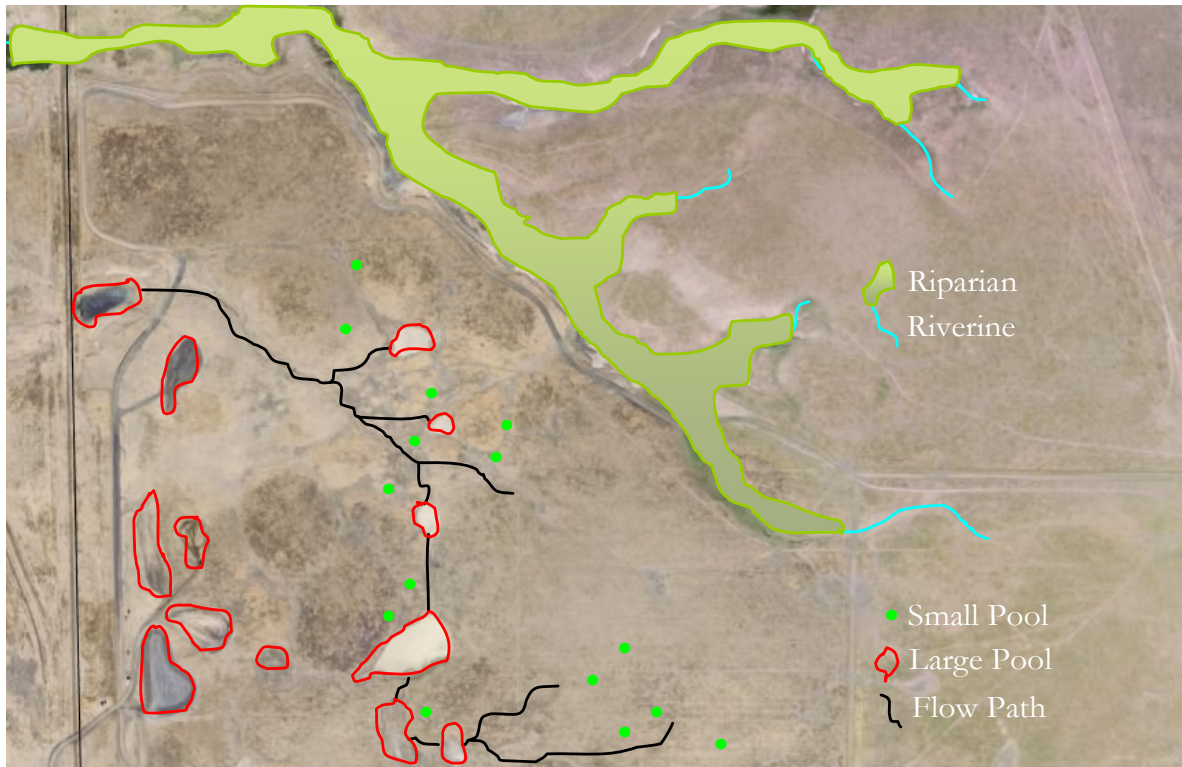 Riparian
Riverine
Small Pool
Large Pool
Flow Path